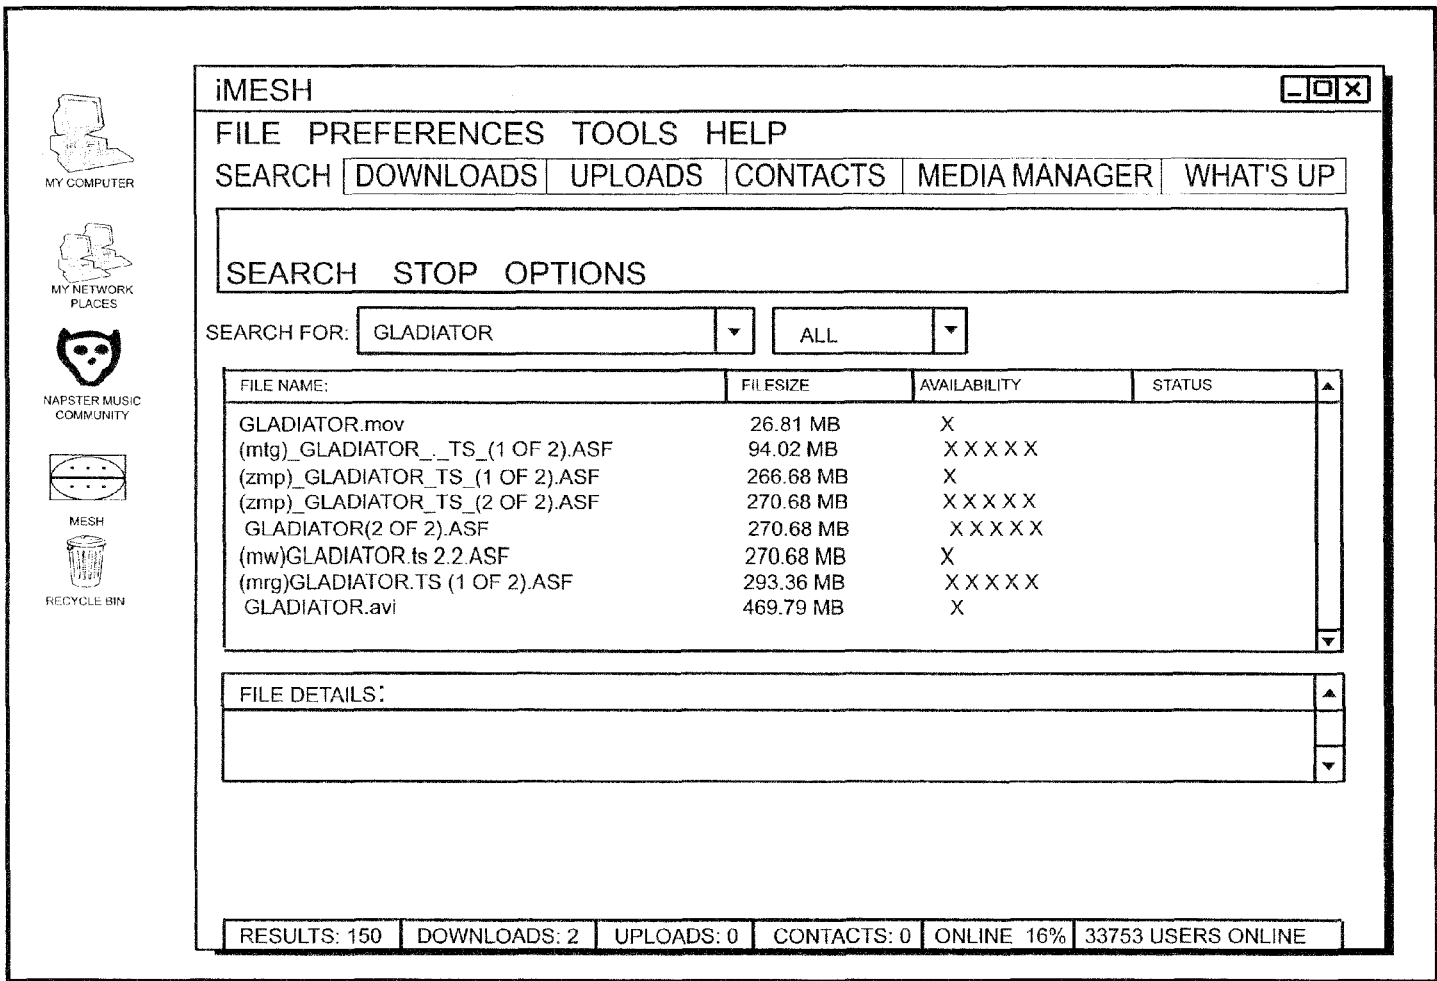 MY COMPUTER
MY NETWORK
PLACES
NAPSTER MUSIC
COMMUNITY
MESH
RECYCLE BIN
iMESH
FILE PREFERENCES TOOLS HELP
SEARCH DOWNLOADS UPLOADS CONTACTS MEDIA MANAGER WHAT'S UP
SEARCH STOP OPTIONS
SEARCH FOR: GLADIATOR ALL
FILE NAME: FILESIZE AVAILABILITY STATUS
GLADIATOR.mov 26.81 MB X
(mtg)_GLADIATOR_._TS_(1 OF 2).ASF 94.02 MB X X X X X
(zmp)_GLADIATOR_TS_(1 OF 2).ASF 266.68 MB X
(zmp)_GLADIATOR_TS_(2 OF 2).ASF 270.68 MB X X X X X
GLADIATOR(2 OF 2).ASF 270.68 MB X X X X X
(mw)GLADIATOR.ts 2.2.ASF 270.68 MB X
(mrg)GLADIATOR.TS (1 OF 2).ASF 293.36 MB X X X X X
GLADIATOR.avi 469.79 MB X
FILE DETAILS:
RESULTS: 150 DOWNLOADS: 2 UPLOADS: 0 CONTACTS: 0 ONLINE 16% 33753 USERS ONLINE